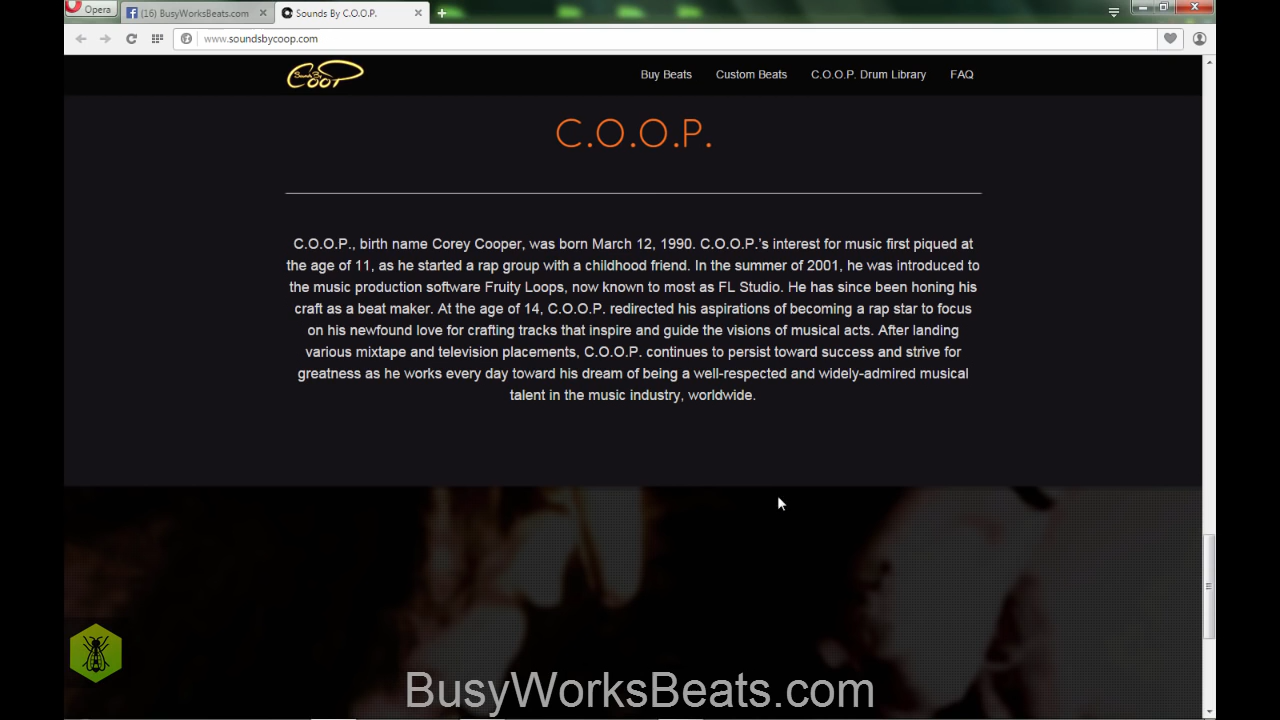 Opera
(16) BusyWorksBeats.com
Sounds By C.O.O.P.
www.soundsbycoop.com
Sounds By
COOP
Buy Beats
Custom Beats
C.O.O.P. Drum Library
FAQ
C.O.O.P.
C.O.O.P., birth name Corey Cooper, was born March 12, 1990. C.O.O.P.'s interest for music first piqued at
the age of 11, as he started a rap group with a childhood friend. In the summer of 2001, he was introduced to
the music production software Fruity Loops, now known to most as FL Studio. He has since been honing his
craft as a beat maker. At the age of 14, C.O.O.P. redirected his aspirations of becoming a rap star to focus
on his newfound love for crafting tracks that inspire and guide the visions of musical acts. After landing
various mixtape and television placements, C.O.O.P. continues to persist toward success and strive for
greatness as he works every day toward his dream of being a well-respected and widely-admired musical
talent in the music industry, worldwide.
BusyWorksBeats.com